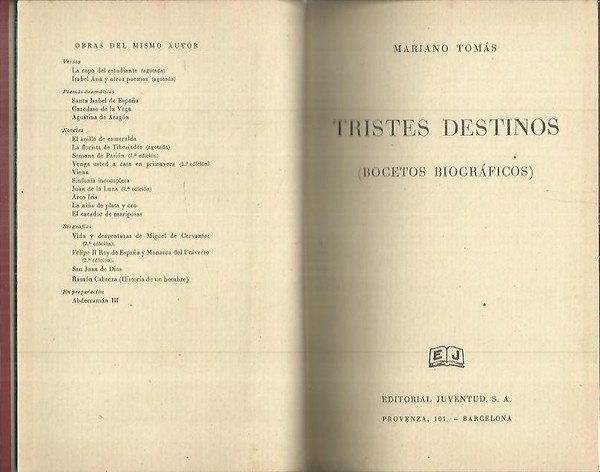 OBRAS DEL MISMO AUTOR
Versos
La capa del estudiante (agotada)
Isabel Ana y otros poemas (agotada)
Poemas dramáticos
Santa Isabel de España
Garcilaso de la Vega
Agustina de Aragón
Novelas
El anillo de esmeralda
La florista de Tiberiades (agotada)
Semana de Pasión (2.ª edición)
Venga usted a casa en primavera (3.ª edición)
Viena
Sinfonía incompleta
Juan de la Luna (2.ª edición)
Arco Iris
La niña de plata y oro
El cazador de mariposas
Biografías
Vida y desventuras de Miguel de Cervantes
(2.ª edición).
Felipe II Rey de España y Monarca del Universo
(2.ª edición).
San Juan de Dios
Ramón Cabrera (Historia de un hombre)
En preparación
Abderramán III
MARIANO TOMÁS
TRISTES DESTINOS
(BOCETOS BIOGRÁFICOS)
EJ
EDITORIAL JUVENTUD, S. A.
PROVENZA, 101. - BARCELONA